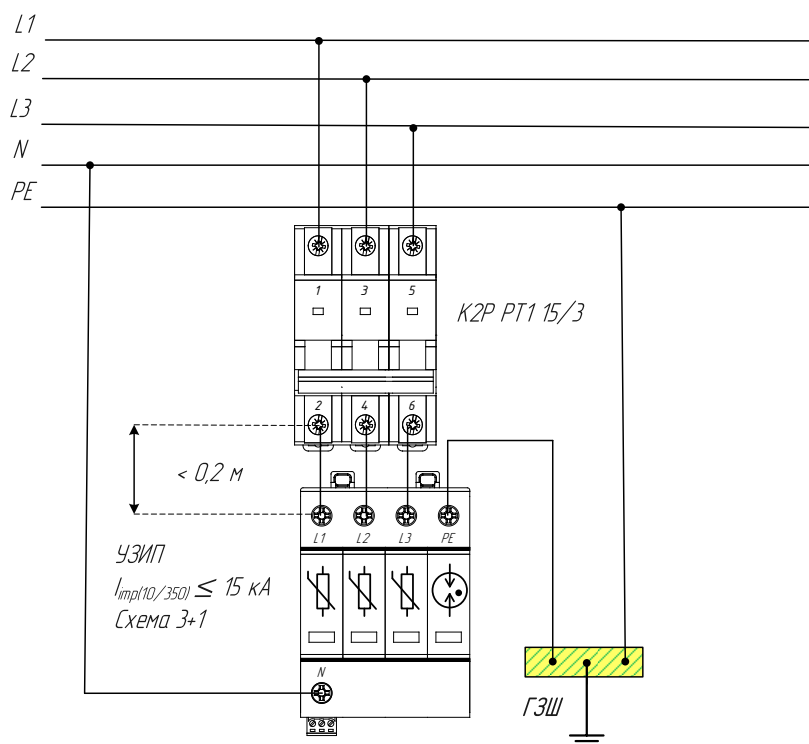 L1
L2
L3
N
PE
1 3 5
K2P PT1 15/3
2 4 6
< 0,2 м
L1 L2 L3 PE
УЗИП
Iimp(10/350) ≤ 15 кА
Схема 3+1
N
ГЗШ